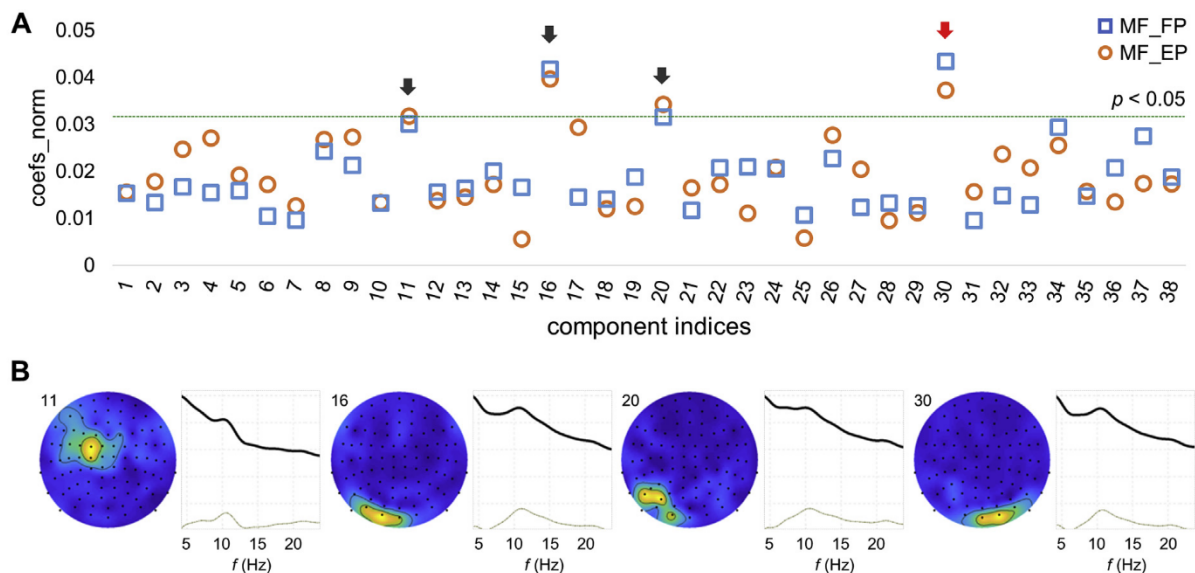 A
0.05
0.04
0.03
0.02
0.01
0
coefs_norm
MF_FP
MF_EP
p < 0.05
1 2 3 4 5 6 7 8 9 10 11 12 13 14 15 16 17 18 19 20 21 22 23 24 25 26 27 28 29 30 31 32 33 34 35 36 37 38
component indices
B
11 16 20 30
5 10 15 20 5 10 15 20 5 10 15 20 5 10 15 20
f (Hz) f (Hz) f (Hz) f (Hz)